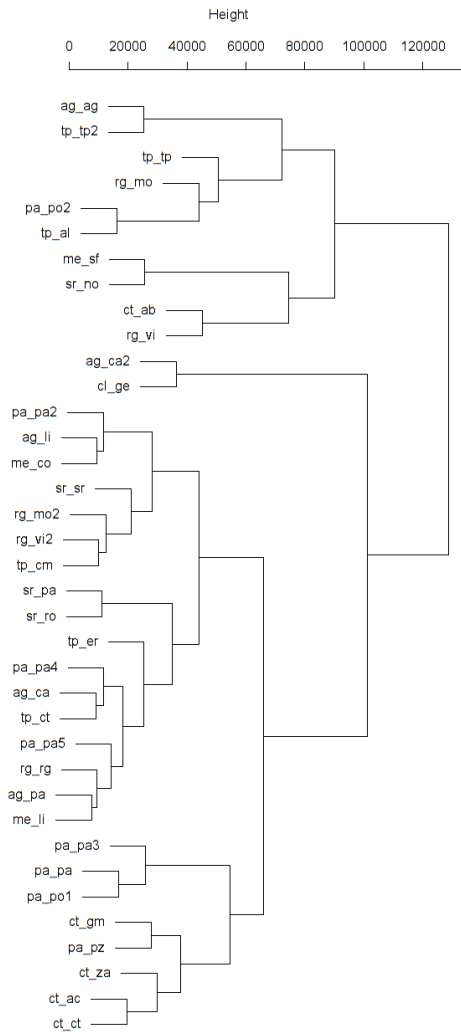 Height
0 20000 40000 60000 80000 100000 120000
ag_ag
tp_tp2
tp_tp
rg_mo
pa_po2
tp_al
me_sf
sr_no
ct_ab
rg_vi
ag_ca2
cl_ge
pa_pa2
ag_li
me_co
sr_sr
rg_mo2
rg_vi2
tp_cm
sr_pa
sr_ro
tp_er
pa_pa4
ag_ca
tp_ct
pa_pa5
rg_rg
ag_pa
me_li
pa_pa3
pa_pa
pa_po1
ct_gm
pa_pz
ct_za
ct_ac
ct_ct